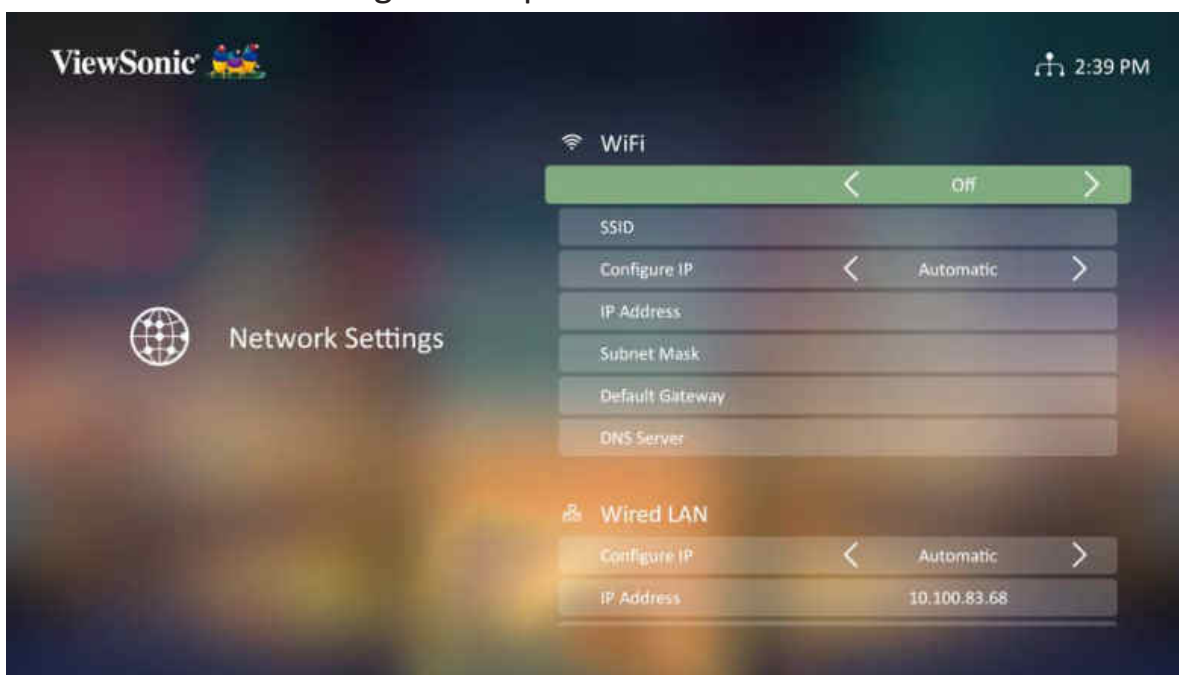 ViewSonic
2:39 PM
WiFi
Off
SSID
Configure IP Automatic
IP Address
Network Settings
Subnet Mask
Default Gateway
DNS Server
Wired LAN
Configure IP Automatic
IP Address 10.100.83.68